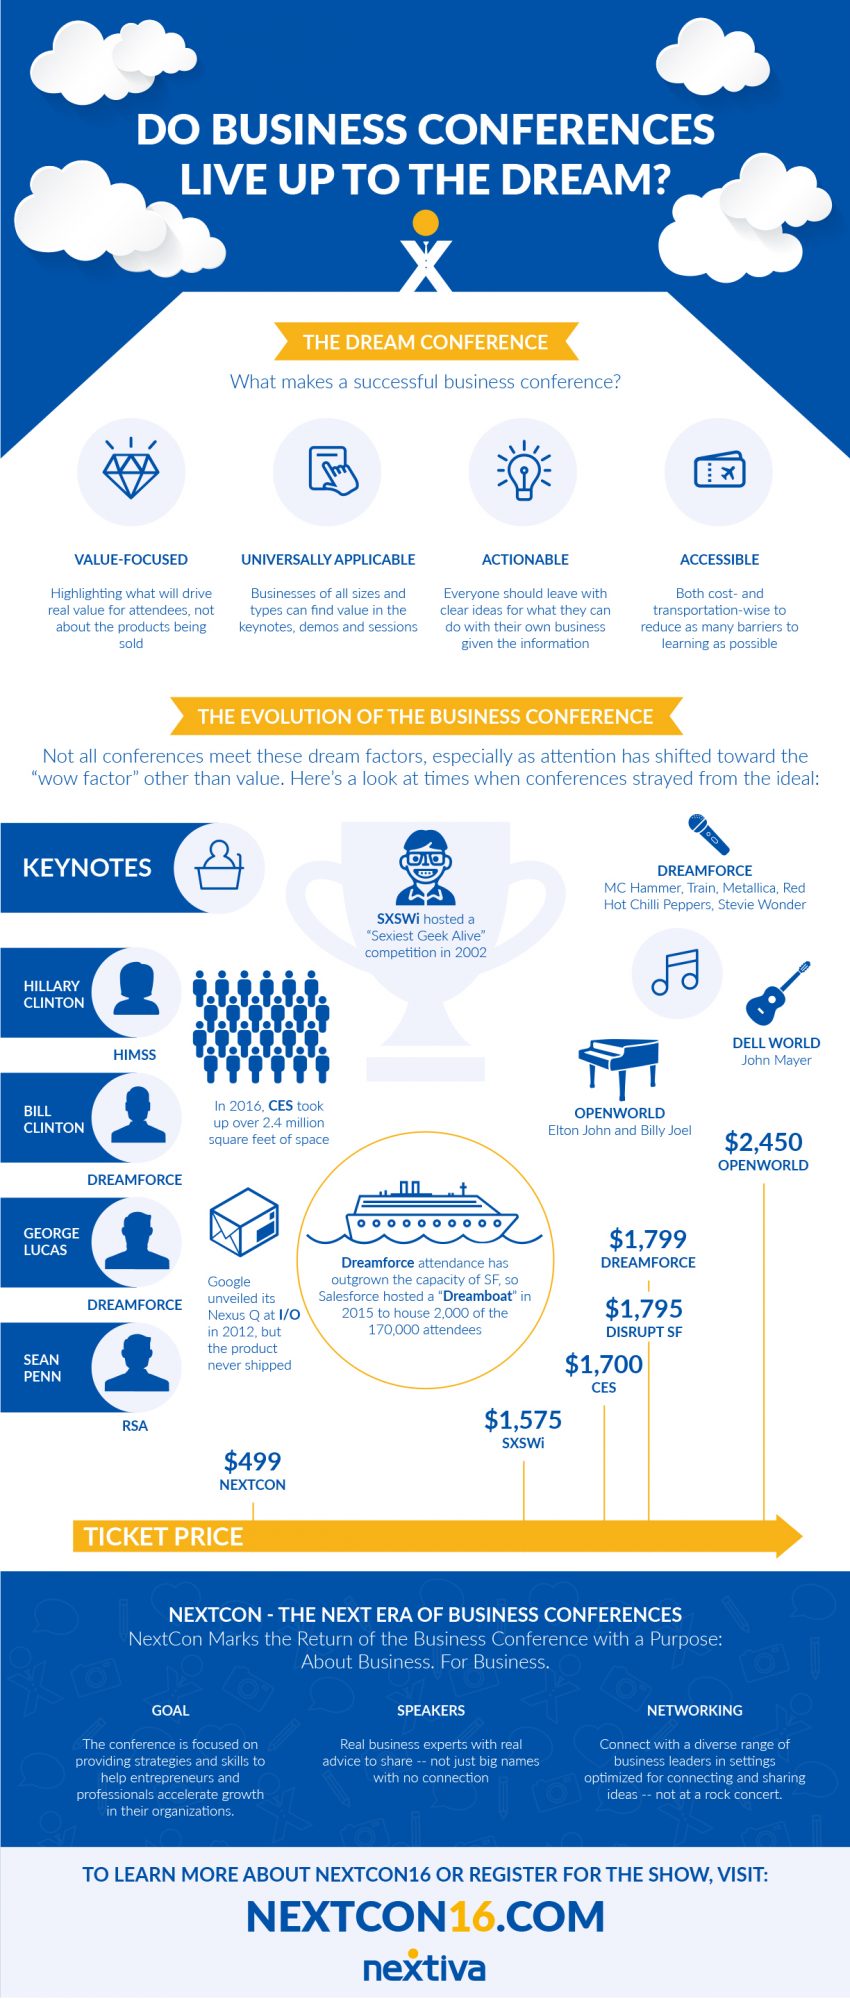 DO BUSINESS CONFERENCES
LIVE UP TO THE DREAM?
THE DREAM CONFERENCE
What makes a successful business conference?
VALUE-FOCUSED
Highlighting what will drive
real value for attendees, not
about the products being
sold
UNIVERSALLY APPLICABLE
Businesses of all sizes and
types can find value in the
keynotes, demos and sessions
ACTIONABLE
Everyone should leave with
clear ideas for what they can
do with their own business
given the information
ACCESSIBLE
Both cost- and
transportation-wise to
reduce as many barriers to
learning as possible
THE EVOLUTION OF THE BUSINESS CONFERENCE
Not all conferences meet these dream factors, especially as attention has shifted toward the
“wow factor” other than value. Here’s a look at times when conferences strayed from the ideal:
KEYNOTES
HILLARY
CLINTON
HIMSS
BILL
CLINTON
DREAMFORCE
GEORGE
LUCAS
DREAMFORCE
SEAN
PENN
RSA
SXSWi hosted a
“Sexiest Geek Alive”
competition in 2002
In 2016, CES took
up over 2.4 million
square feet of space
Google
unveiled its
Nexus Q at I/O
in 2012, but
the product
never shipped
Dreamforce attendance has
outgrown the capacity of SF, so
Salesforce hosted a “Dreamboat” in
2015 to house 2,000 of the
170,000 attendees
DREAMFORCE
MC Hammer, Train, Metallica, Red
Hot Chilli Peppers, Stevie Wonder
DELL WORLD
John Mayer
OPENWORLD
Elton John and Billy Joel
$2,450
OPENWORLD
$1,799
DREAMFORCE
$1,795
DISRUPT SF
$1,700
CES
$1,575
SXSWi
$499
NEXTCON
TICKET PRICE
NEXTCON - THE NEXT ERA OF BUSINESS CONFERENCES
NextCon Marks the Return of the Business Conference with a Purpose:
About Business. For Business.
GOAL
The conference is focused on
providing strategies and skills to
help entrepreneurs and
professionals accelerate growth
in their organizations.
SPEAKERS
Real business experts with real
advice to share -- not just big names
with no connection
NETWORKING
Connect with a diverse range of
business leaders in settings
optimized for connecting and sharing
ideas -- not at a rock concert.
TO LEARN MORE ABOUT NEXTCON16 OR REGISTER FOR THE SHOW, VISIT:
NEXTCON16.COM
nextiva